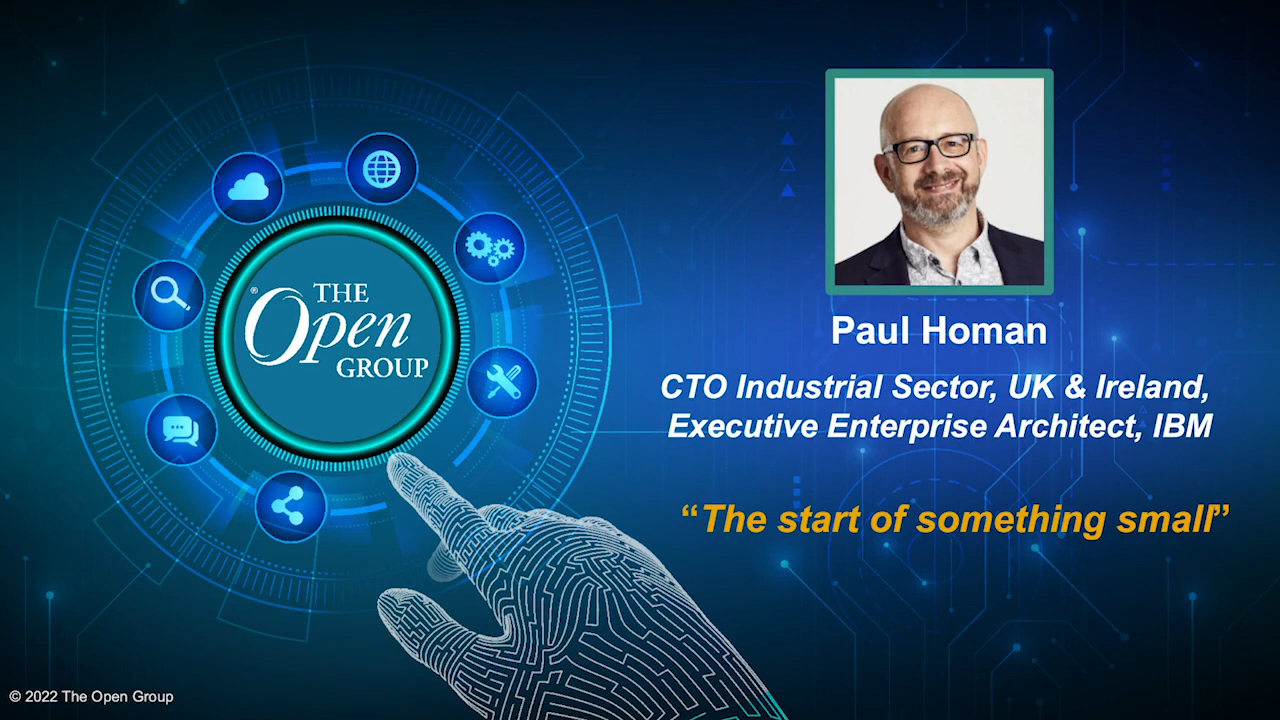 ® THE
Open
GROUP
Paul Homan
CTO Industrial Sector, UK & Ireland,
Executive Enterprise Architect, IBM
“The start of something small”
© 2022 The Open Group